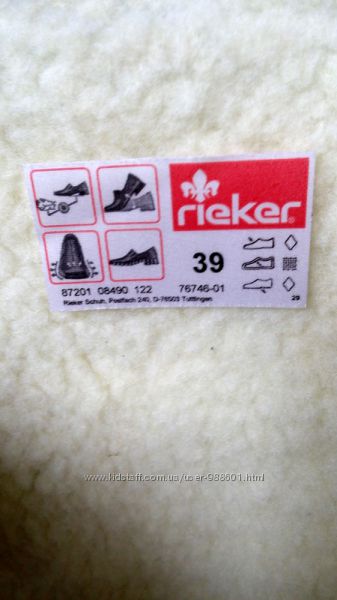 rieker®
39
87201 08490 122 76746-01
Rieker Schuh, Postfach 240, D-78503 Tuttlingen
29
www.kidstaff.com.ua/user-988601.html